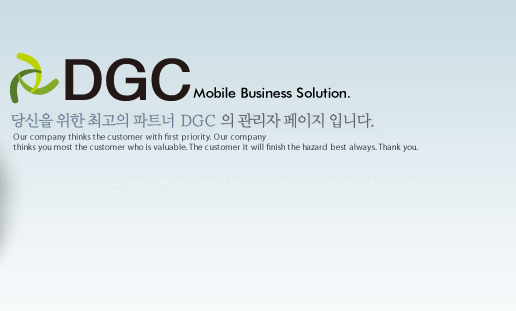 DGC Mobile Business Solution.
당신을 위한 최고의 파트너 DGC 의 관리자 페이지 입니다.
Our company thinks the customer with first priority. Our company
thinks you most the customer who is valuable. The customer it will finish the hazard best always. Thank you.